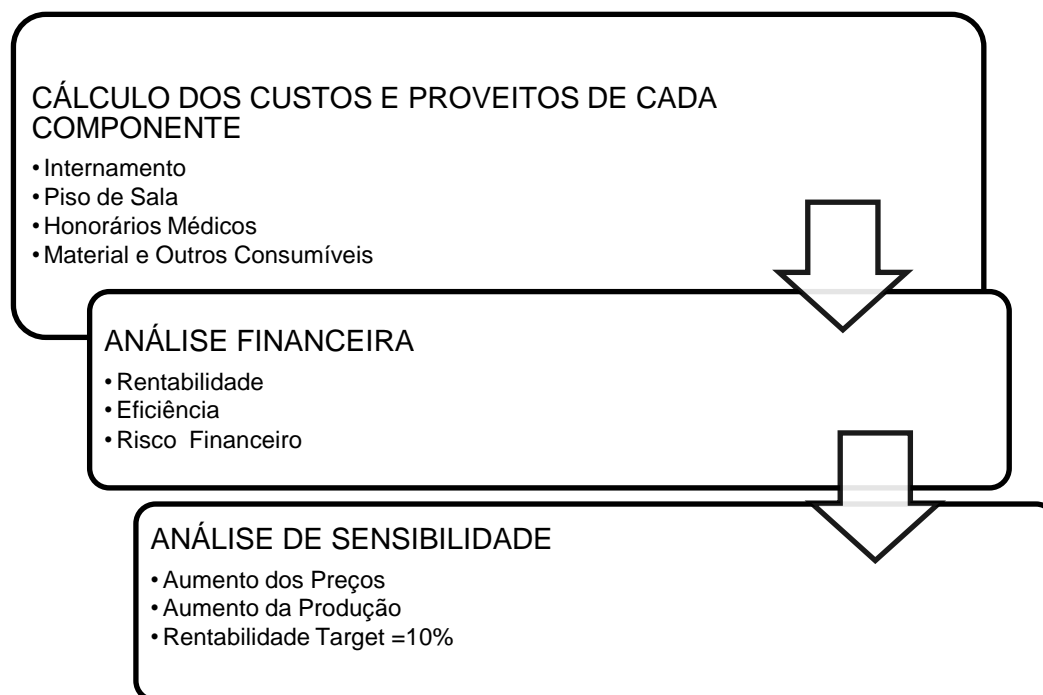 CÁLCULO DOS CUSTOS E PROVEITOS DE CADA
COMPONENTE
• Internamento
• Piso de Sala
• Honorários Médicos
• Material e Outros Consumíveis
ANÁLISE FINANCEIRA
• Rentabilidade
• Eficiência
• Risco Financeiro
ANÁLISE DE SENSIBILIDADE
• Aumento dos Preços
• Aumento da Produção
• Rentabilidade Target =10%